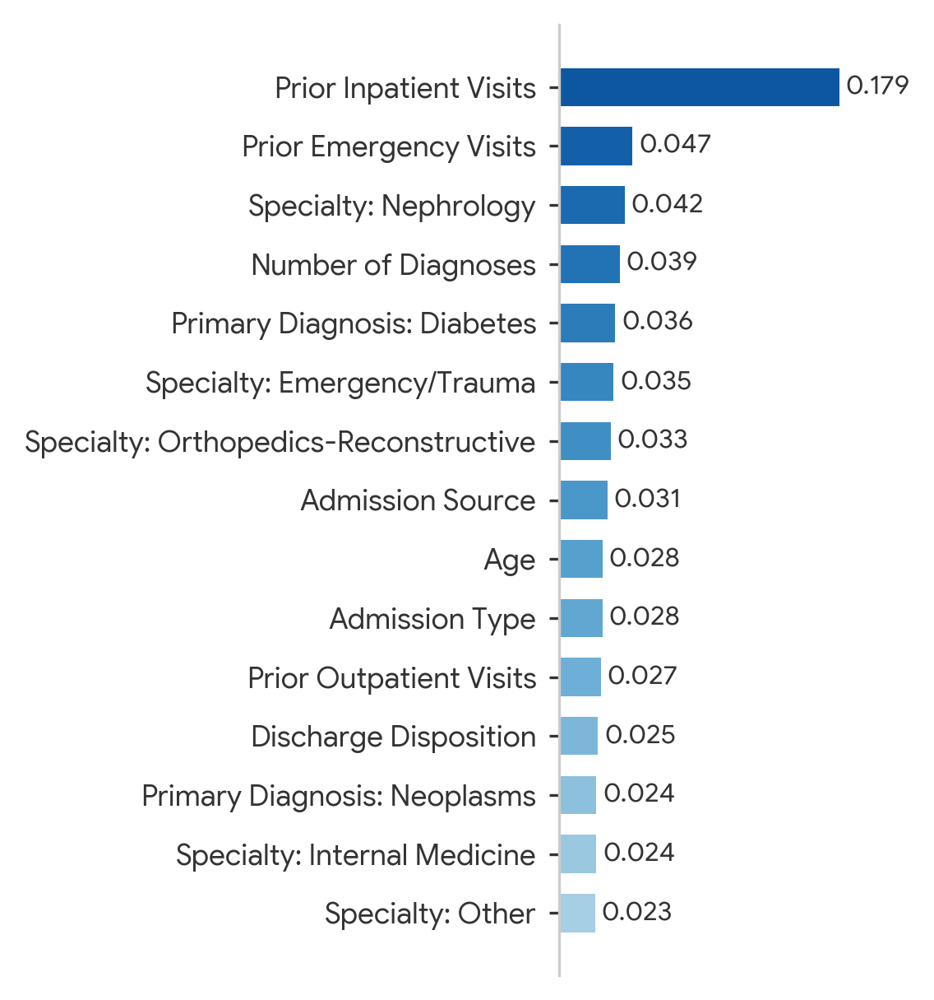 Prior Inpatient Visits 0.179
Prior Emergency Visits 0.047
Specialty: Nephrology 0.042
Number of Diagnoses 0.039
Primary Diagnosis: Diabetes 0.036
Specialty: Emergency/Trauma 0.035
Specialty: Orthopedics-Reconstructive 0.033
Admission Source 0.031
Age 0.028
Admission Type 0.028
Prior Outpatient Visits 0.027
Discharge Disposition 0.025
Primary Diagnosis: Neoplasms 0.024
Specialty: Internal Medicine 0.024
Specialty: Other 0.023